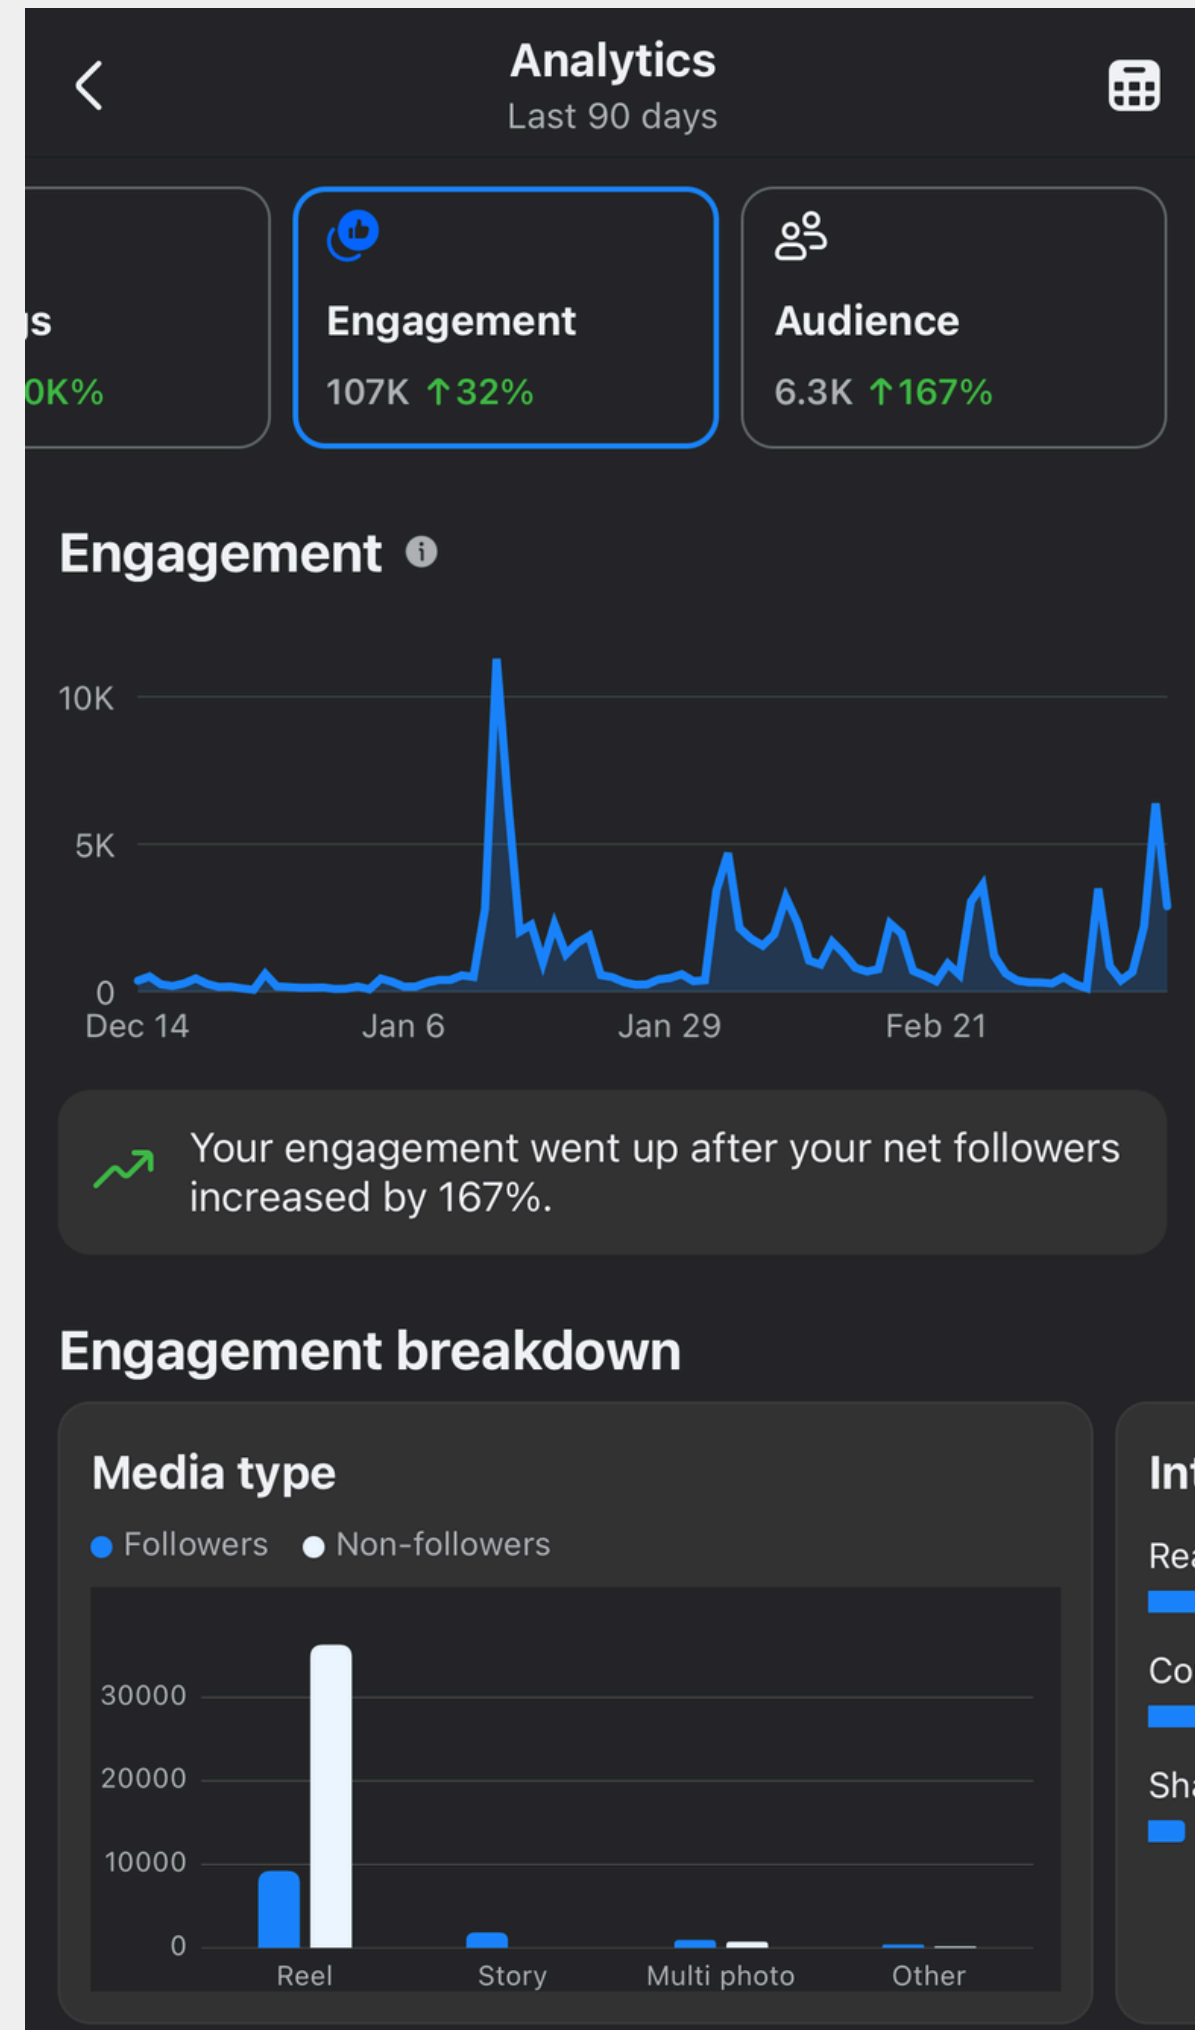 Analytics
Last 90 days
Engagement
Audience
0K%
107K ↑32%
6.3K ↑167%
Engagement
10K
5K
0
Dec 14 Jan 6 Jan 29 Feb 21
Your engagement went up after your net followers
increased by 167%.
Engagement breakdown
Media type
Followers Non-followers
30000
20000
10000
0
Reel Story Multi photo Other